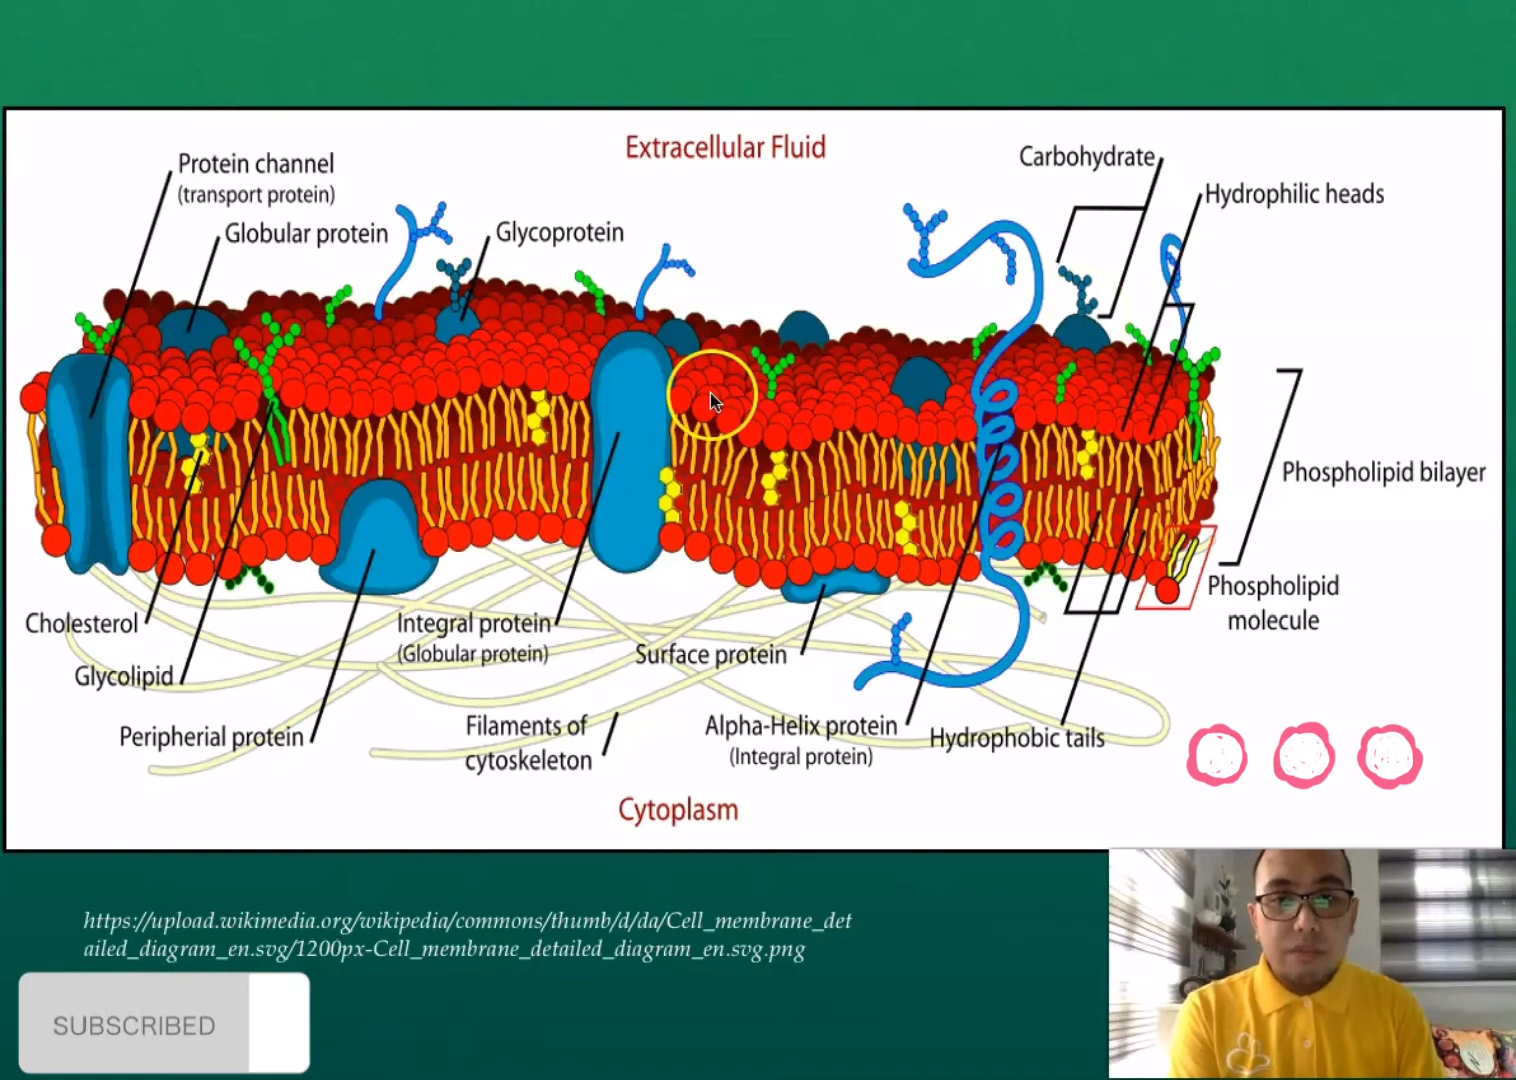 Extracellular Fluid
Protein channel
(transport protein)
Globular protein
Glycoprotein
Carbohydrate
Hydrophilic heads
Phospholipid bilayer
Phospholipid
molecule
Cholesterol
Glycolipid
Peripherial protein
Integral protein
(Globular protein)
Filaments of
cytoskeleton
Surface protein
Alpha-Helix protein
(Integral protein)
Hydrophobic tails
Cytoplasm
https://upload.wikimedia.org/wikipedia/commons/thumb/d/da/Cell_membrane_det
ailed_diagram_en.svg/1200px-Cell_membrane_detailed_diagram_en.svg.png
SUBSCRIBED